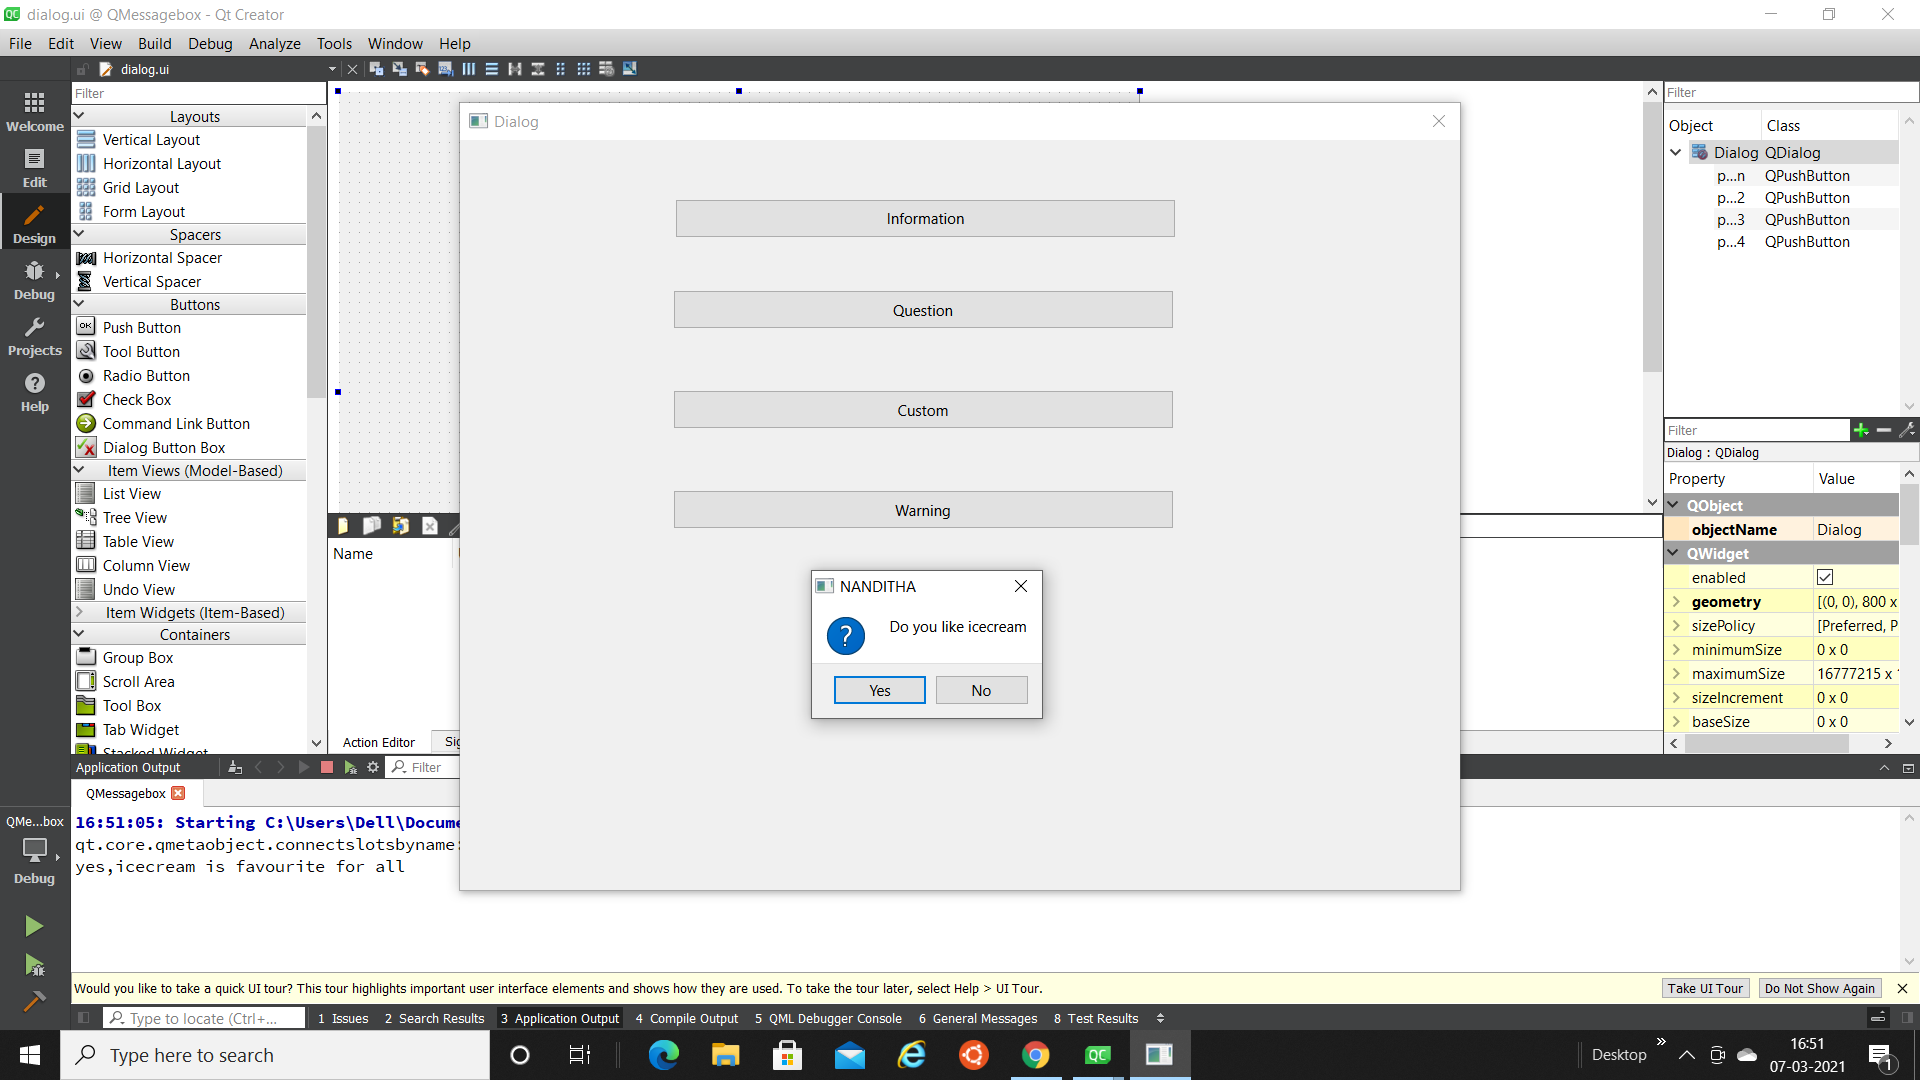 dialog.ui @ QMessagebox - Qt Creator
File Edit View Build Debug Analyze Tools Window Help
dialog.ui
Welcome
Edit
Design
Debug
Projects
Help
QMe...box
Debug
Filter
Layouts
Vertical Layout
Horizontal Layout
Grid Layout
Form Layout
Spacers
Horizontal Spacer
Vertical Spacer
Buttons
Push Button
Tool Button
Radio Button
Check Box
Command Link Button
Dialog Button Box
Item Views (Model-Based)
List View
Tree View
Table View
Column View
Undo View
Item Widgets (Item-Based)
Containers
Group Box
Scroll Area
Tool Box
Tab Widget
Stacked Widget
Name
Action Editor
Dialog
Information
Question
Custom
Warning
NANDITHA
Do you like icecream
Yes No
Filter
Object Class
Dialog QDialog
p...n QPushButton
p...2 QPushButton
p...3 QPushButton
p...4 QPushButton
Filter
Dialog : QDialog
Property Value
QObject
objectName Dialog
QWidget
enabled
geometry [(0, 0), 800 x
sizePolicy [Preferred, P
minimumSize 0 x 0
maximumSize 16777215 x
sizeIncrement 0 x 0
baseSize 0 x 0
Application Output Filter
QMessagebox
16:51:05: Starting C:\Users\Dell\Docume
qt.core.qmetaobject.connectslotsbyname:
yes,icecream is favourite for all
Would you like to take a quick UI tour? This tour highlights important user interface elements and shows how they are used. To take the tour later, select Help > UI Tour. Take UI Tour Do Not Show Again
Type to locate (Ctrl+... 1 Issues 2 Search Results 3 Application Output 4 Compile Output 5 QML Debugger Console 6 General Messages 8 Test Results
Type here to search
Desktop
16:51
07-03-2021
1